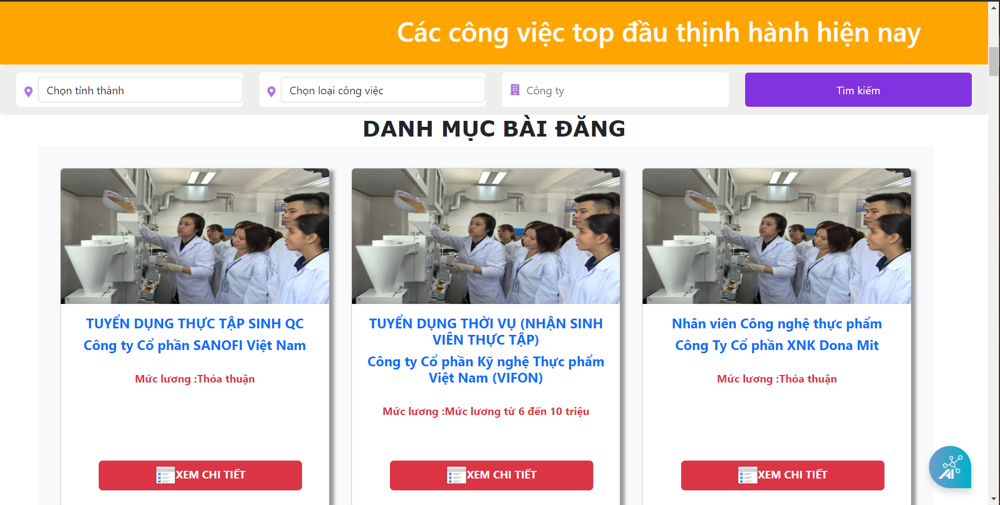 Các công việc top đầu thịnh hành hiện nay
Chọn tỉnh thành
Chọn loại công việc
Công ty
Tìm kiếm
DANH MỤC BÀI ĐĂNG
TUYỂN DỤNG THỰC TẬP SINH QC
Công ty Cổ phần SANOFI Việt Nam
Mức lương :Thỏa thuận
XEM CHI TIẾT
TUYỂN DỤNG THỜI VỤ (NHẬN SINH
VIÊN THỰC TẬP)
Công ty Cổ phần Kỹ nghệ Thực phẩm
Việt Nam (VIFON)
Mức lương :Mức lương từ 6 đến 10 triệu
XEM CHI TIẾT
Nhân viên Công nghệ thực phẩm
Công Ty Cổ phần XNK Dona Mit
Mức lương :Thỏa thuận
XEM CHI TIẾT
AI